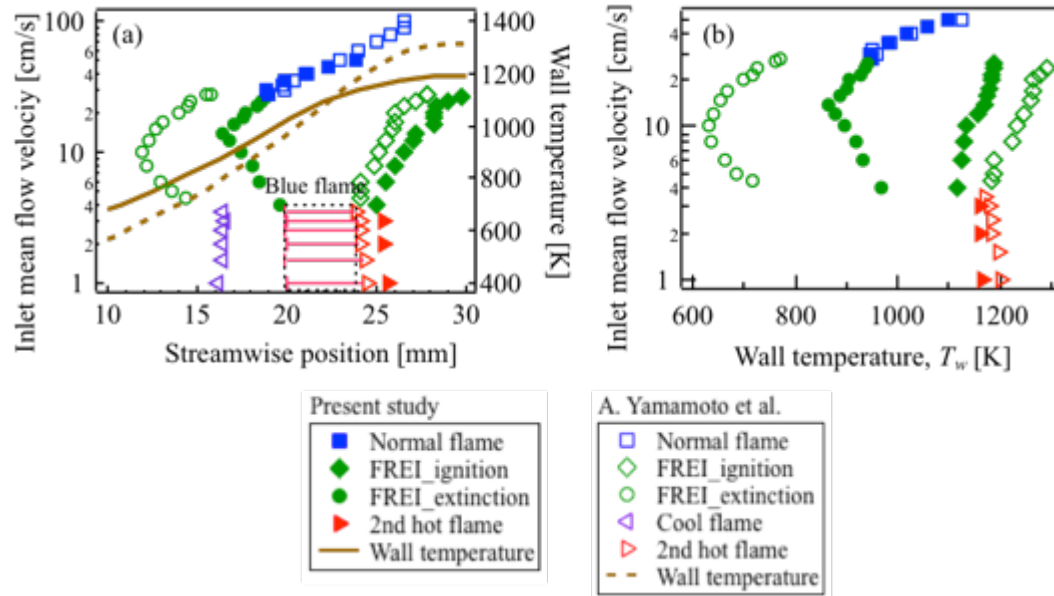 Inlet mean flow velociy [cm/s]
100
6
4
2
10
6
4
2
1
(a)
Blue flame
1400
1200
1000
800
600
400
Wall temperature [K]
10
15
20
25
30
Streamwise position [mm]
Inlet mean flow velocity [cm/s]
4
2
10
6
4
2
1
(b)
600
800
1000
1200
Wall temperature, Tw [K]
Present study
Normal flame
FREI_ignition
FREI_extinction
2nd hot flame
Wall temperature
A. Yamamoto et al.
Normal flame
FREI_ignition
FREI_extinction
Cool flame
2nd hot flame
Wall temperature